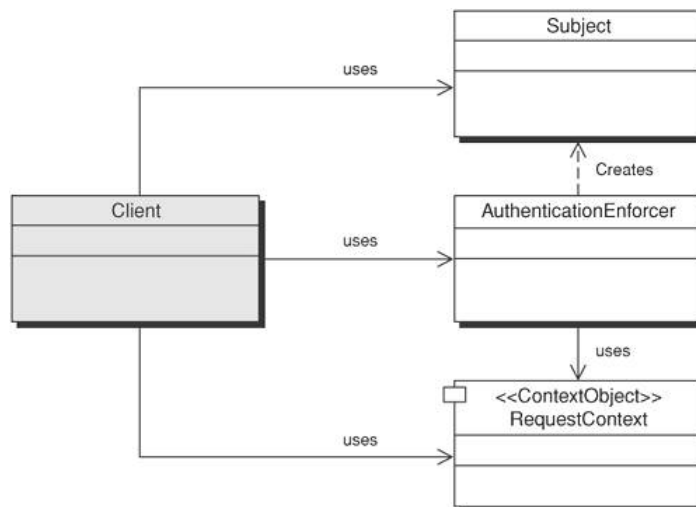 Subject
uses
Creates
Client
AuthenticationEnforcer
uses
uses
<<ContextObject>>
RequestContext
uses